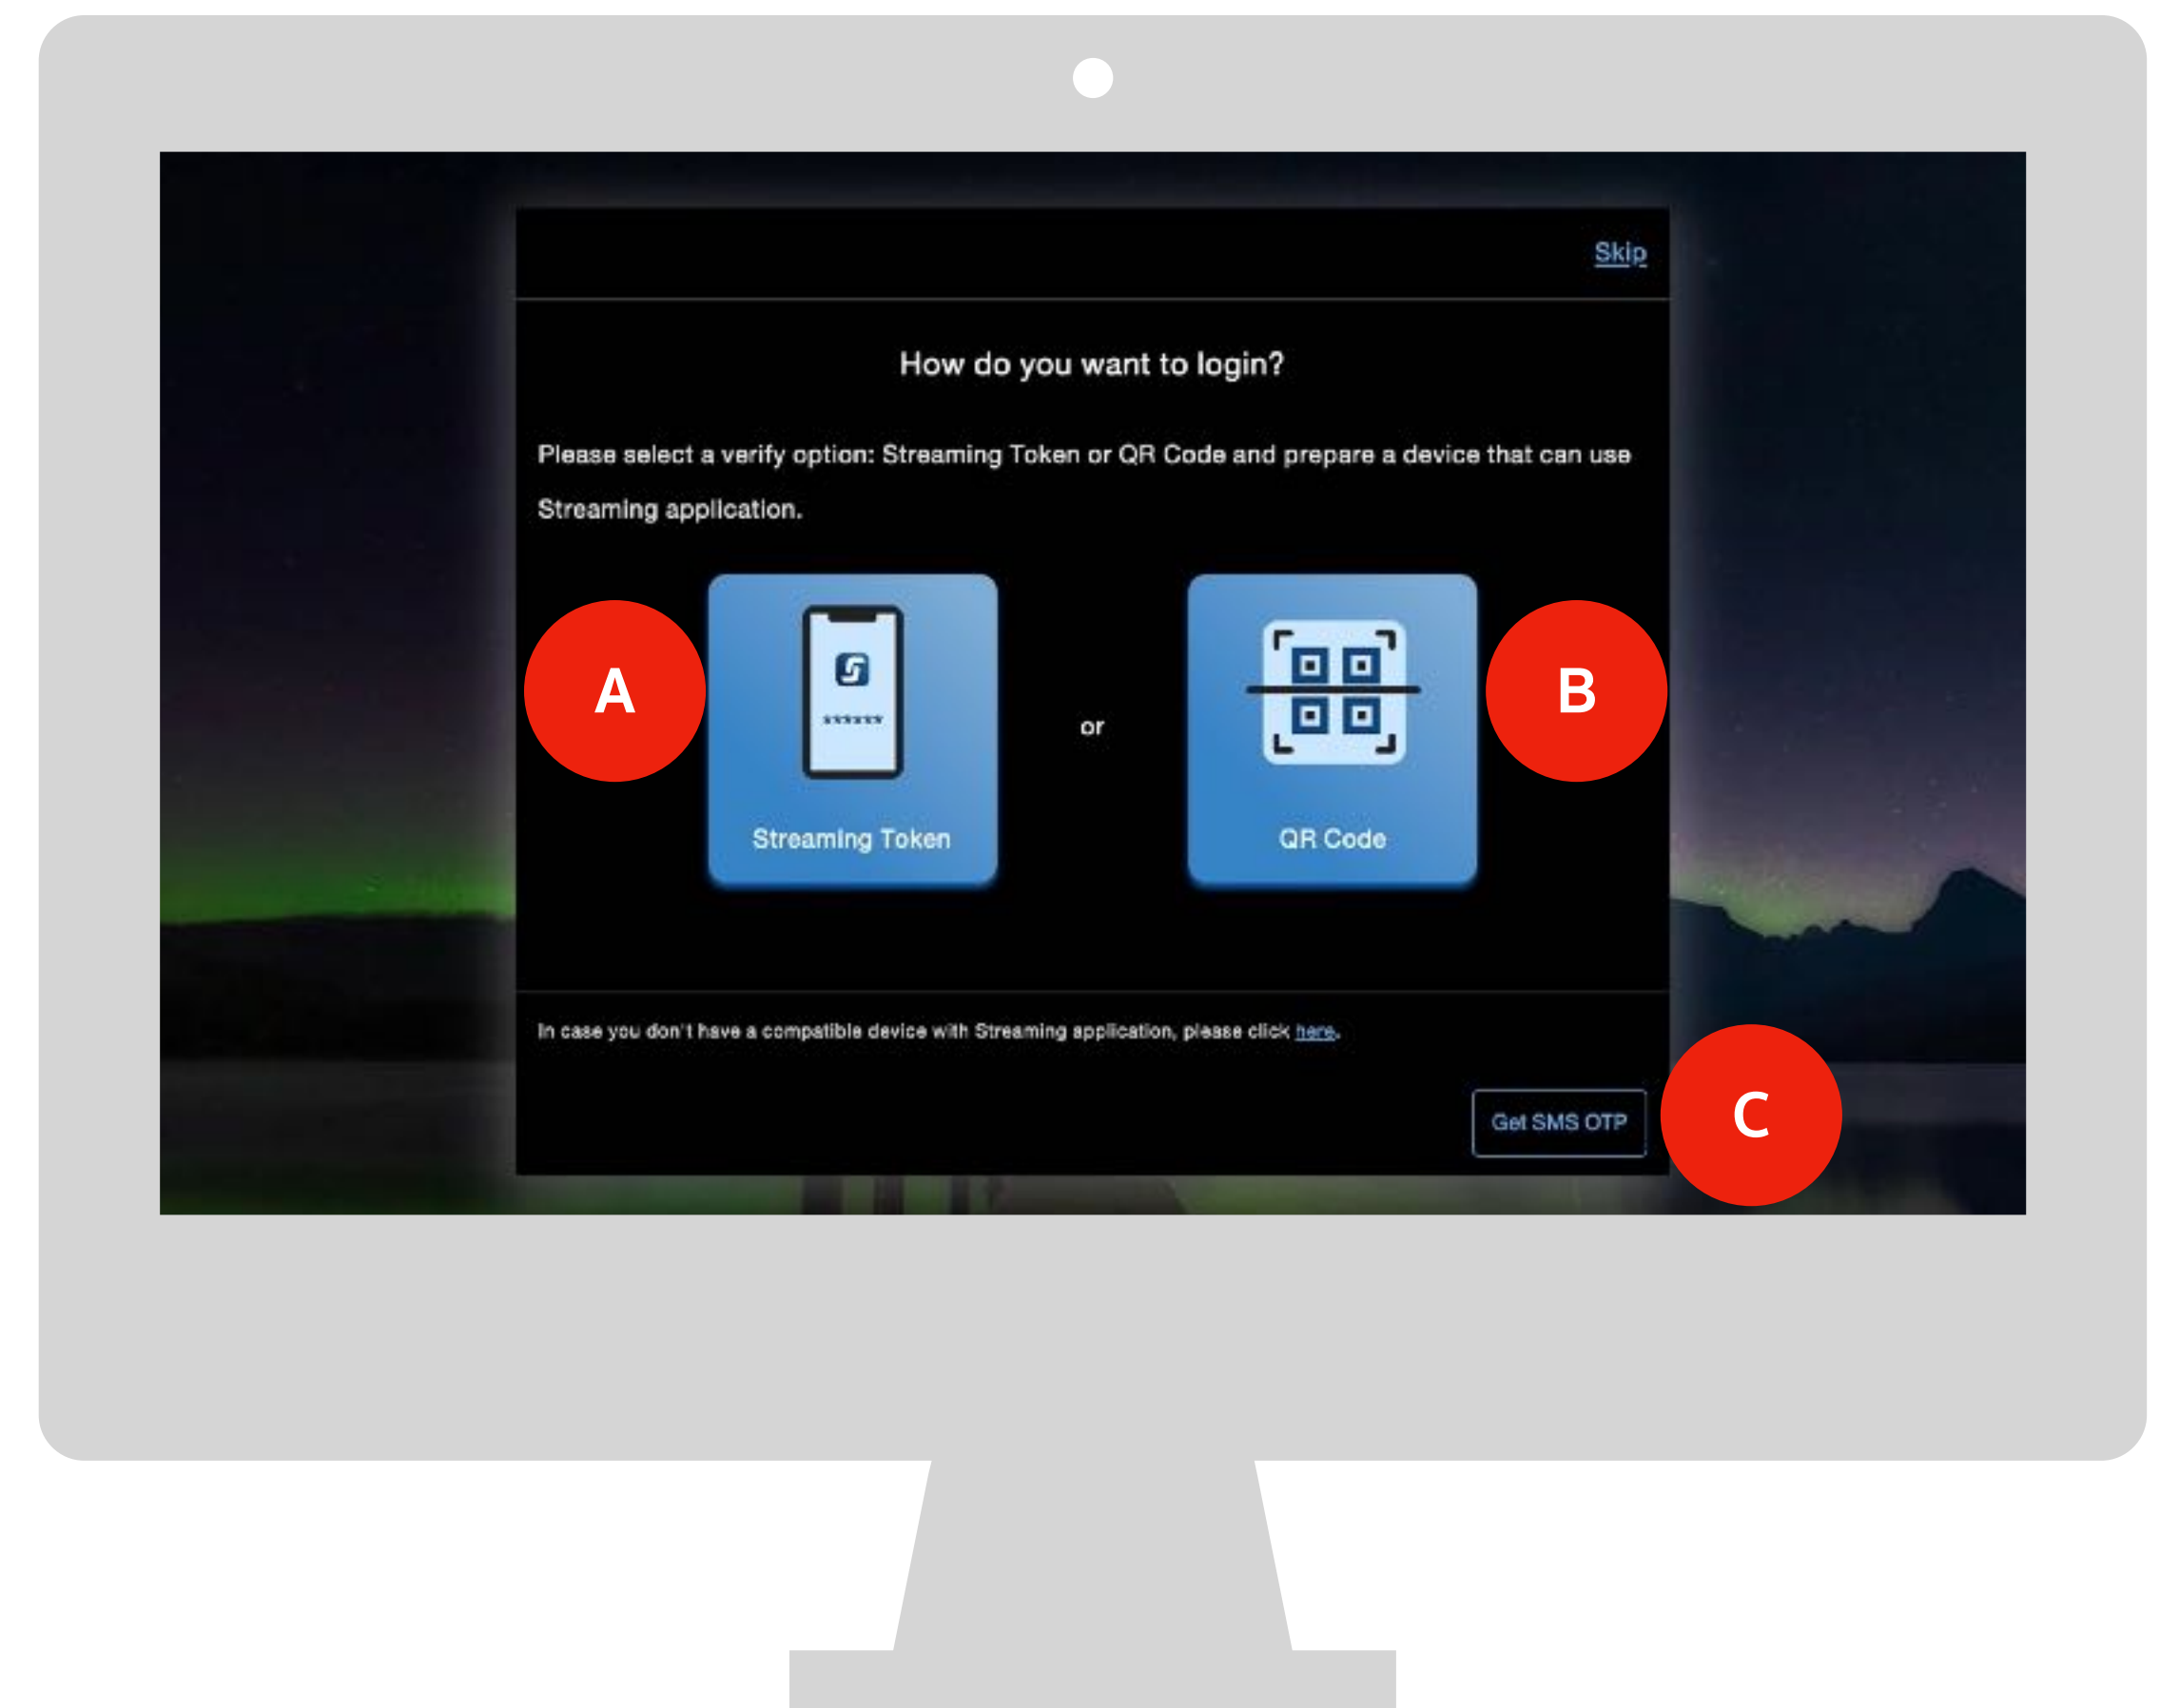 Skip
How do you want to login?
Please select a verify option: Streaming Token or QR Code and prepare a device that can use
Streaming application.
A
B
******
or
Streaming Token
QR Code
In case you don't have a compatible device with Streaming application, please click here.
Get SMS OTP
C